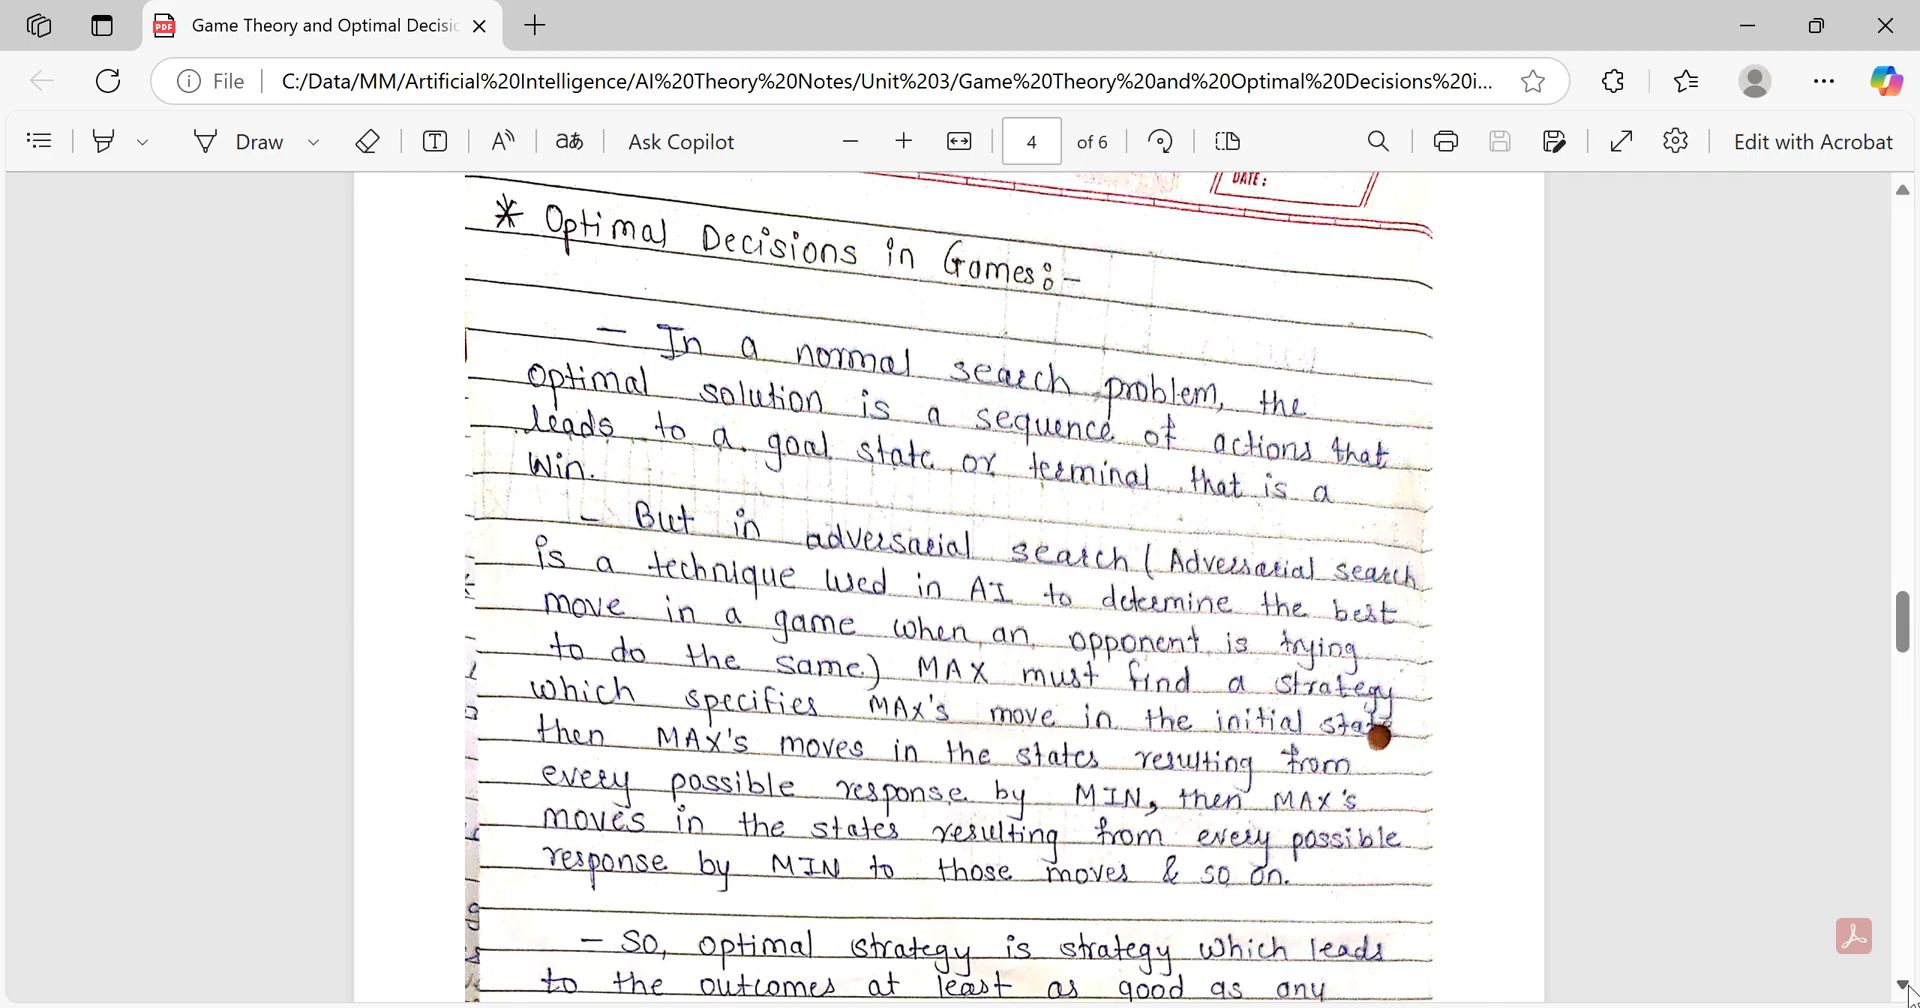 Game Theory and Optimal Decisi
File
C:/Data/MM/Artificial%20Intelligence/AI%20Theory%20Notes/Unit%203/Game%20Theory%20and%20Optimal%20Decisions%20i...
Draw
Ask Copilot
4
of 6
Edit with Acrobat
DATE :
* Optimal Decisions in Games :-
- In a normal search problem, the
optimal solution is a sequence of actions that
leads to a goal state or terminal that is a
win.
- But in adversarial search ( Adversarial search
is a technique used in AI to determine the best
move in a game when an opponent is trying
to do the same.) MAX must find a strategy
which specifies MAX's move in the initial state
then MAX's moves in the states resulting from
every possible response by MIN, then MAX's
moves in the states resulting from every possible
response by MIN to those moves & so on.
- So, optimal strategy is strategy which leads
to the outcomes at least as good as any